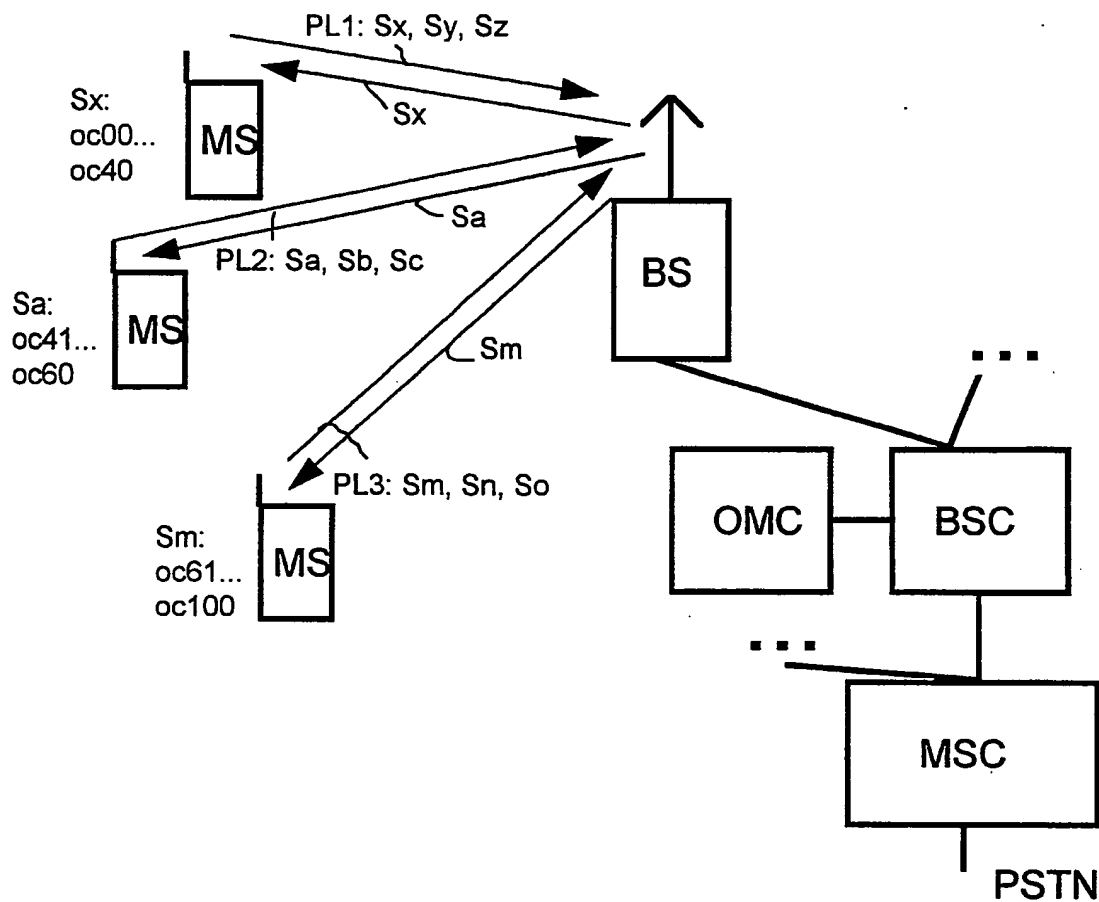 PL1: Sx, Sy, Sz
Sx
Sx:
oc00...
oc40
MS
Sa
PL2: Sa, Sb, Sc
BS
Sa:
oc41...
oc60
MS
Sm
...
PL3: Sm, Sn, So
OMC
BSC
Sm:
oc61...
oc100
MS
...
MSC
PSTN